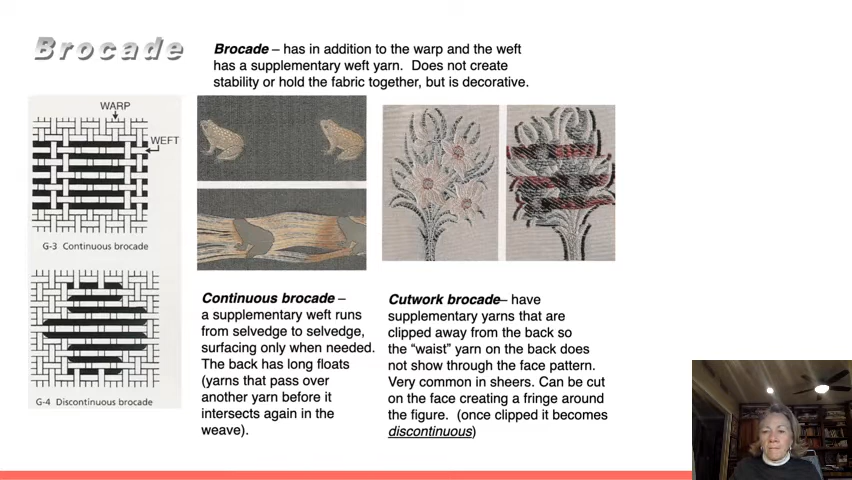 Brocade
Brocade – has in addition to the warp and the weft
has a supplementary weft yarn. Does not create
stability or hold the fabric together, but is decorative.
WARP
WEFT
G-3 Continuous brocade
G-4 Discontinuous brocade
Continuous brocade –
a supplementary weft runs
from selvedge to selvedge,
surfacing only when needed.
The back has long floats
(yarns that pass over
another yarn before it
intersects again in the
weave).
Cutwork brocade– have
supplementary yarns that are
clipped away from the back so
the “waist” yarn on the back does
not show through the face pattern.
Very common in sheers. Can be cut
on the face creating a fringe around
the figure. (once clipped it becomes
discontinuous)